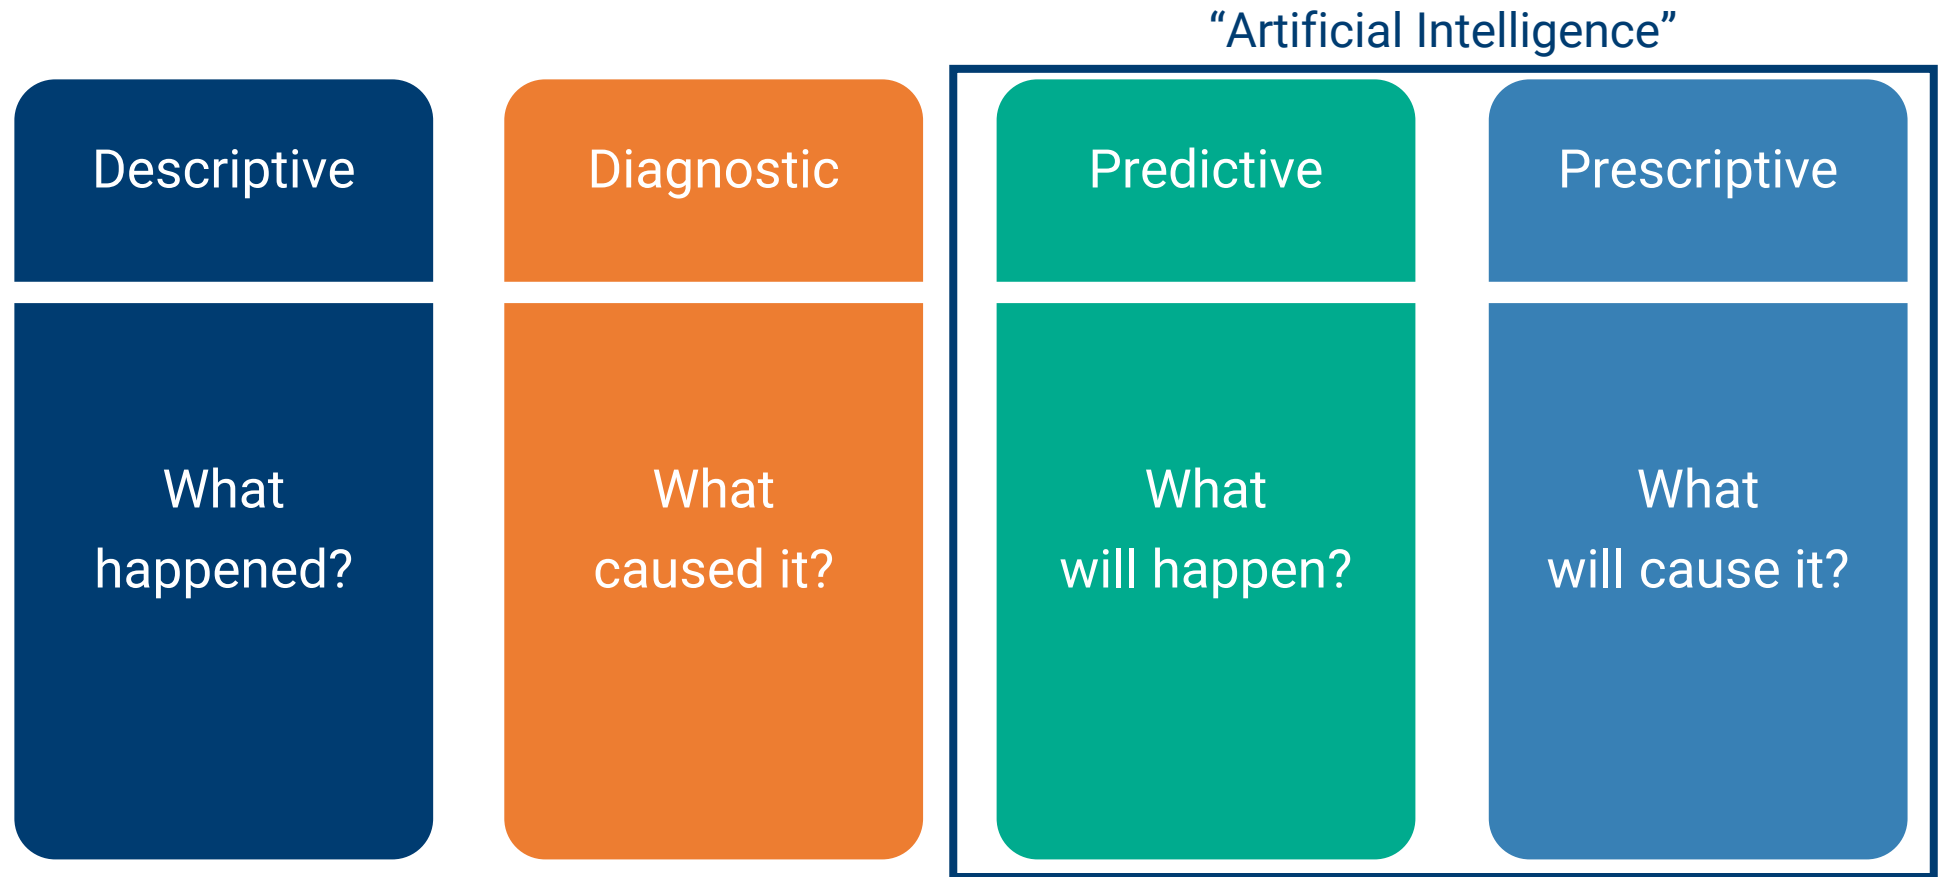 “Artificial Intelligence”
Descriptive
Diagnostic
Predictive
Prescriptive
What
happened?
What
caused it?
What
will happen?
What
will cause it?